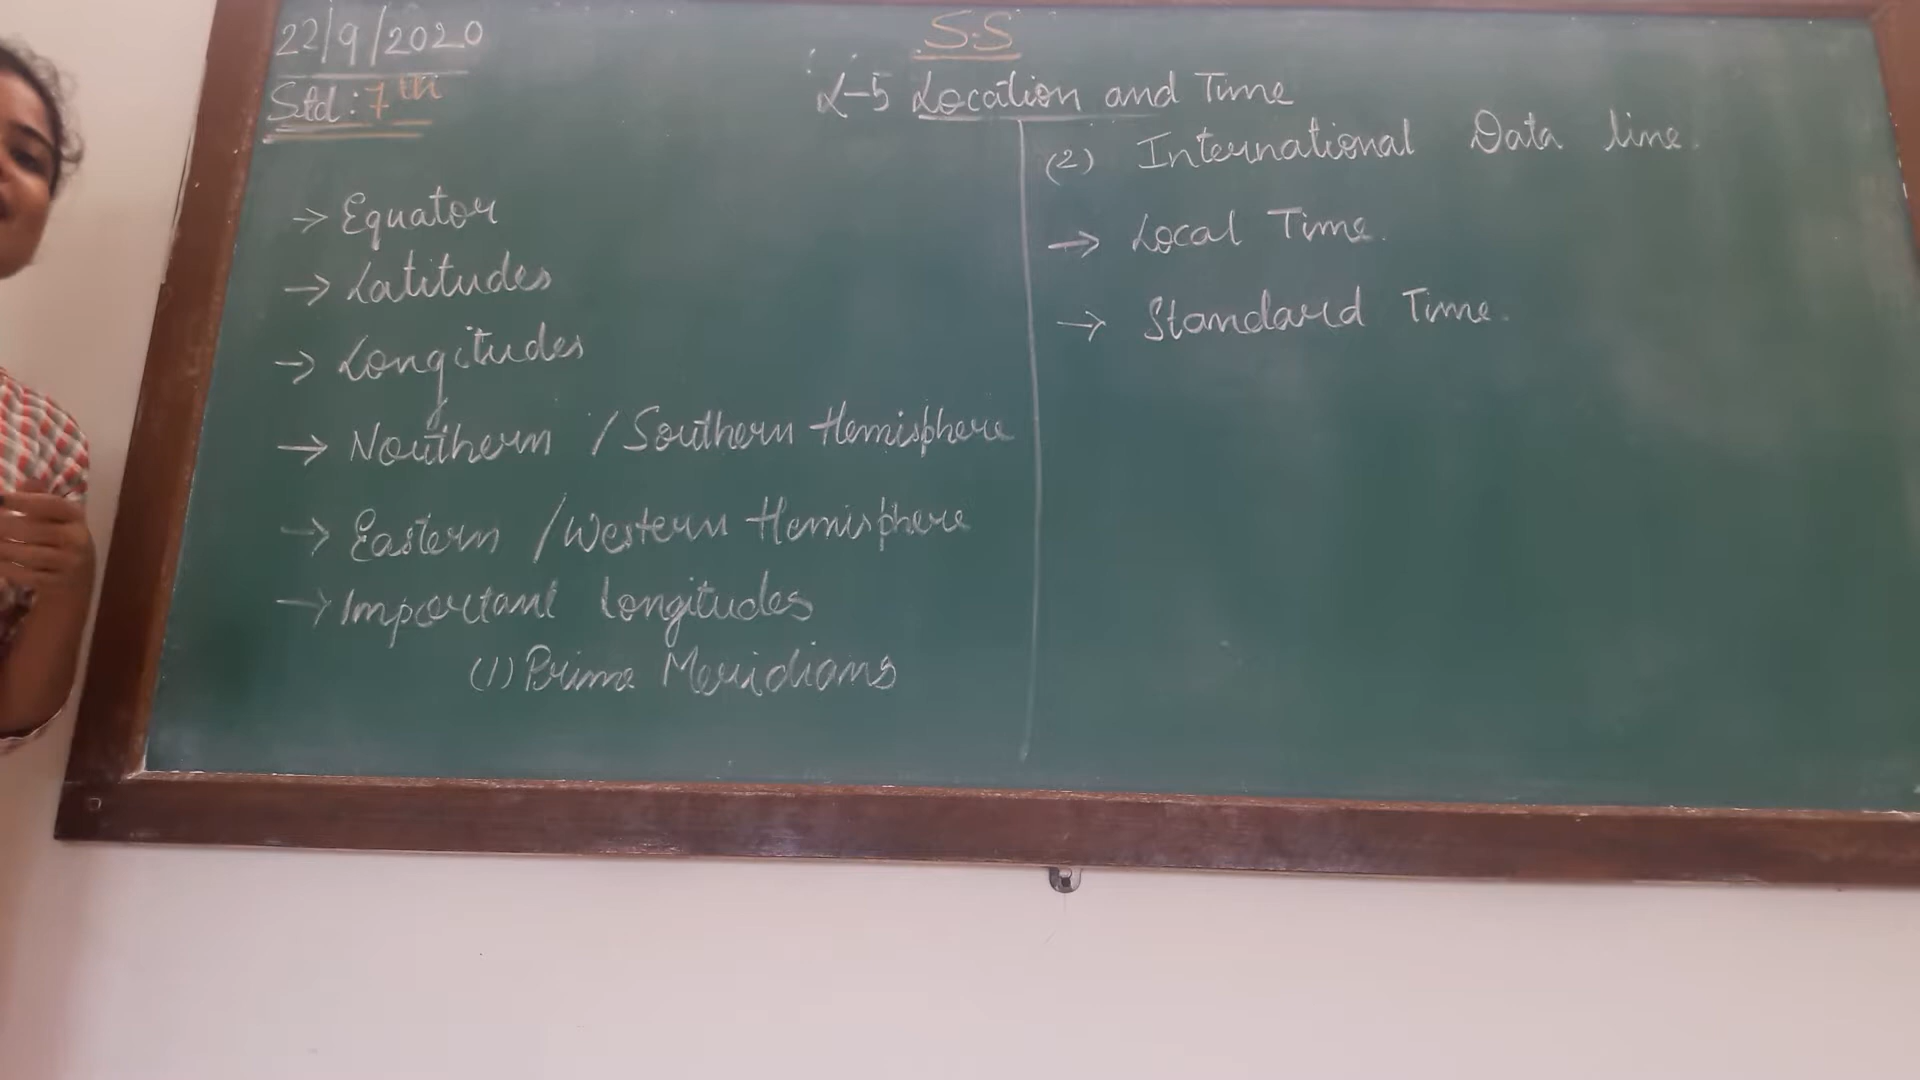 22/9/2020
S.S
Std: 7th
L-5 Location and Time
→ Equator
→ Latitudes
→ Longitudes
→ Northern / Southern Hemisphere
→ Eastern / Western Hemisphere
→ Important longitudes
(1) Prime Meridians
(2) International Data line.
→ Local Time.
→ Standard Time.